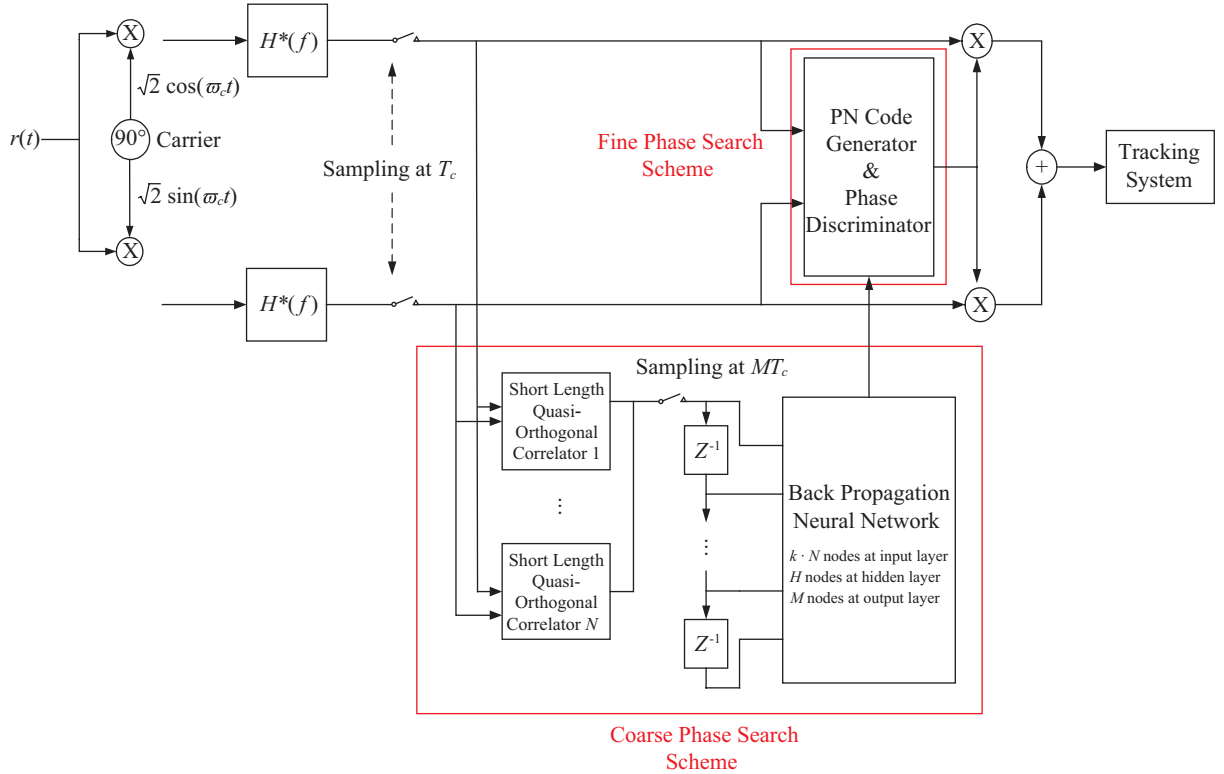 r(t)
X
√2 cos(ϖct)
90° Carrier
√2 sin(ϖct)
X
H*(f)
Sampling at Tc
H*(f)
Fine Phase Search
Scheme
PN Code
Generator
&
Phase
Discriminator
X
X
+
Tracking
System
Sampling at MTc
Short Length
Quasi-
Orthogonal
Correlator 1
⋮
Short Length
Quasi-
Orthogonal
Correlator N
Z-1
⋮
Z-1
Back Propagation
Neural Network
k · N nodes at input layer
H nodes at hidden layer
M nodes at output layer
Coarse Phase Search
Scheme